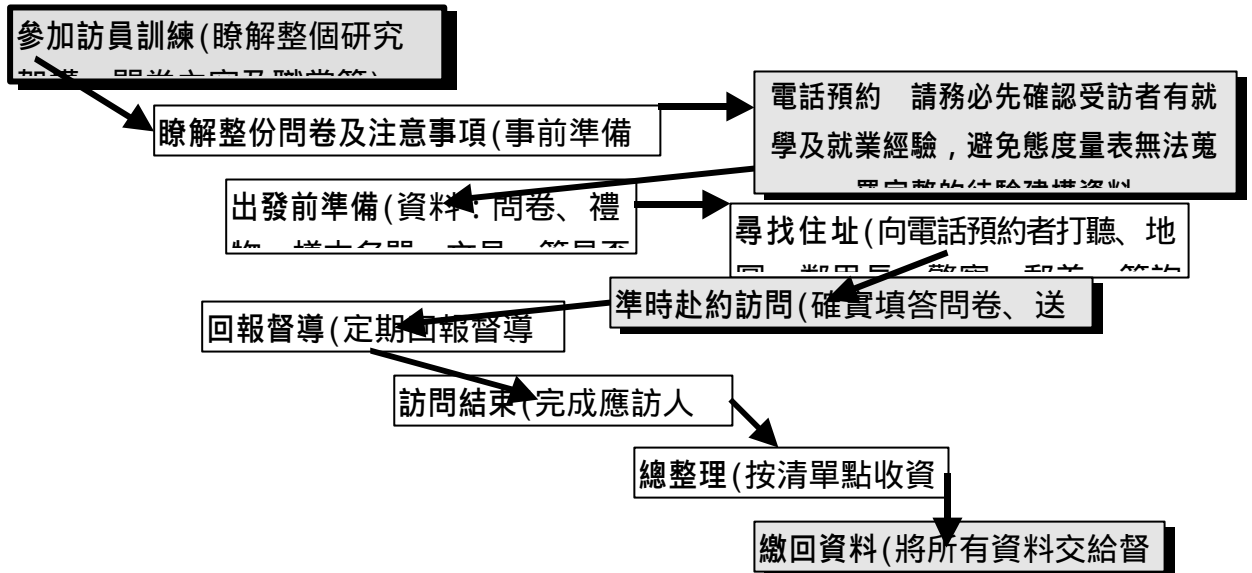 參加訪員訓練(瞭解整個研究
瞭解整份問卷及注意事項(事前準備
電話預約 請務必先確認受訪者有就
學及就業經驗，避免態度量表無法蒐
出發前準備(資料：問卷、禮
尋找住址(向電話預約者打聽、地
準時赴約訪問(確實填答問卷、送
回報督導(定期回報督導
訪問結束(完成應訪人
總整理(按清單點收資
繳回資料(將所有資料交給督